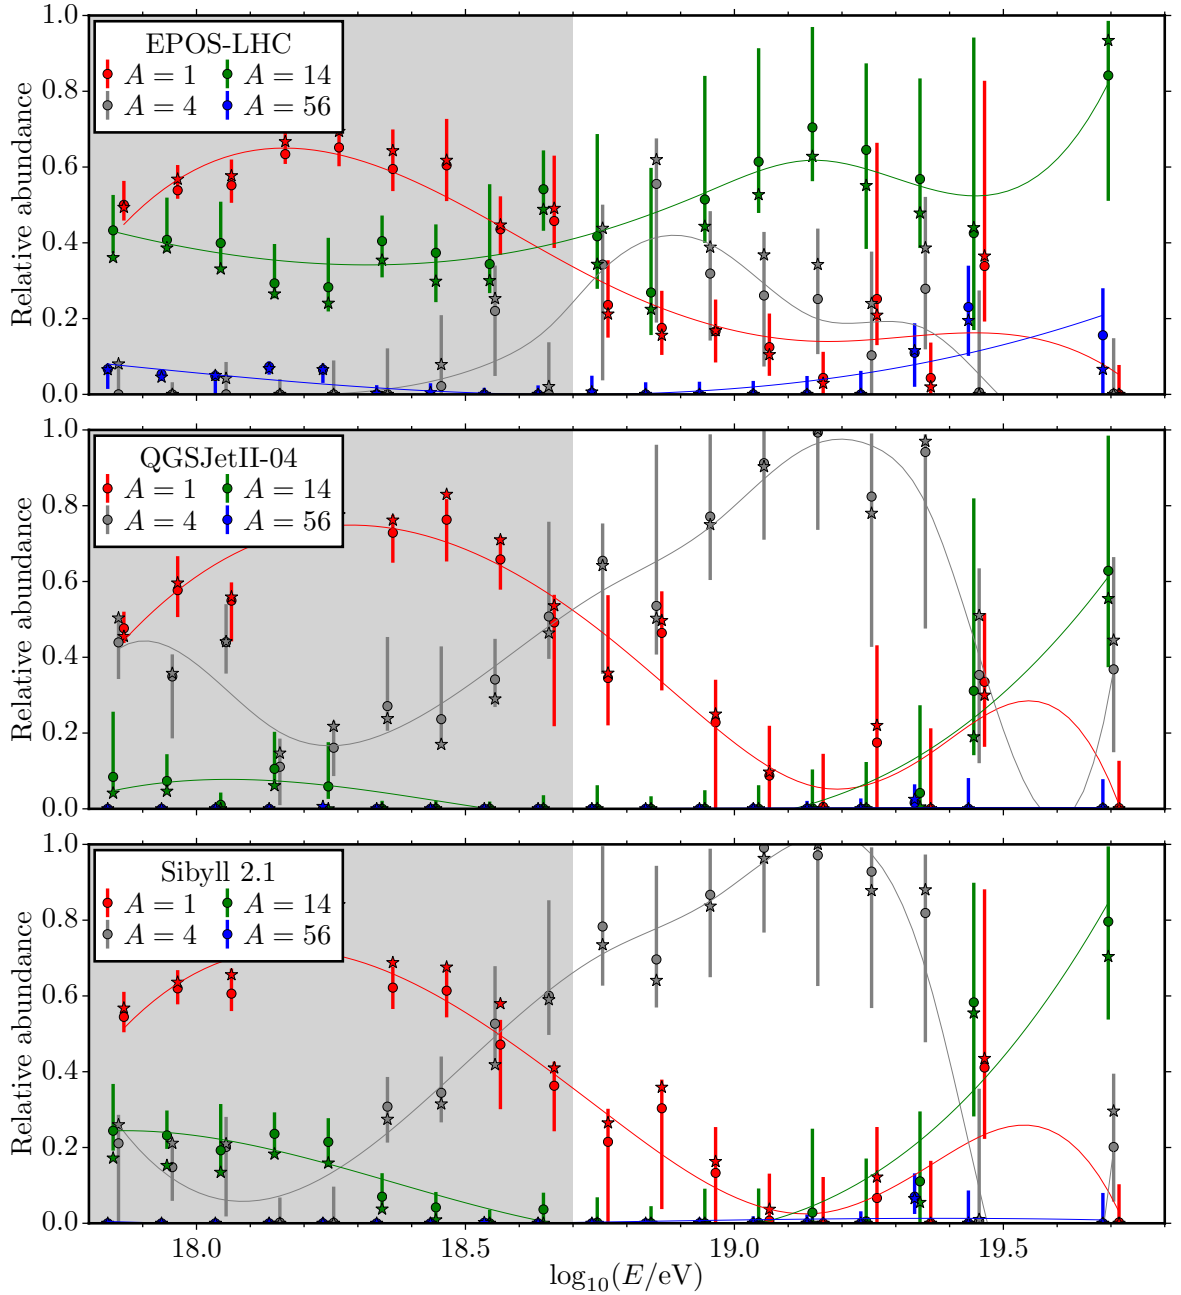 1.0
0.8
0.6
0.4
0.2
0.0
Relative abundance
EPOS-LHC
A = 1 A = 14
A = 4 A = 56
1.0
0.8
0.6
0.4
0.2
0.0
Relative abundance
QGSJetII-04
A = 1 A = 14
A = 4 A = 56
1.0
0.8
0.6
0.4
0.2
0.0
Relative abundance
Sibyll 2.1
A = 1 A = 14
A = 4 A = 56
18.0 18.5 19.0 19.5
log₁₀(E/eV)